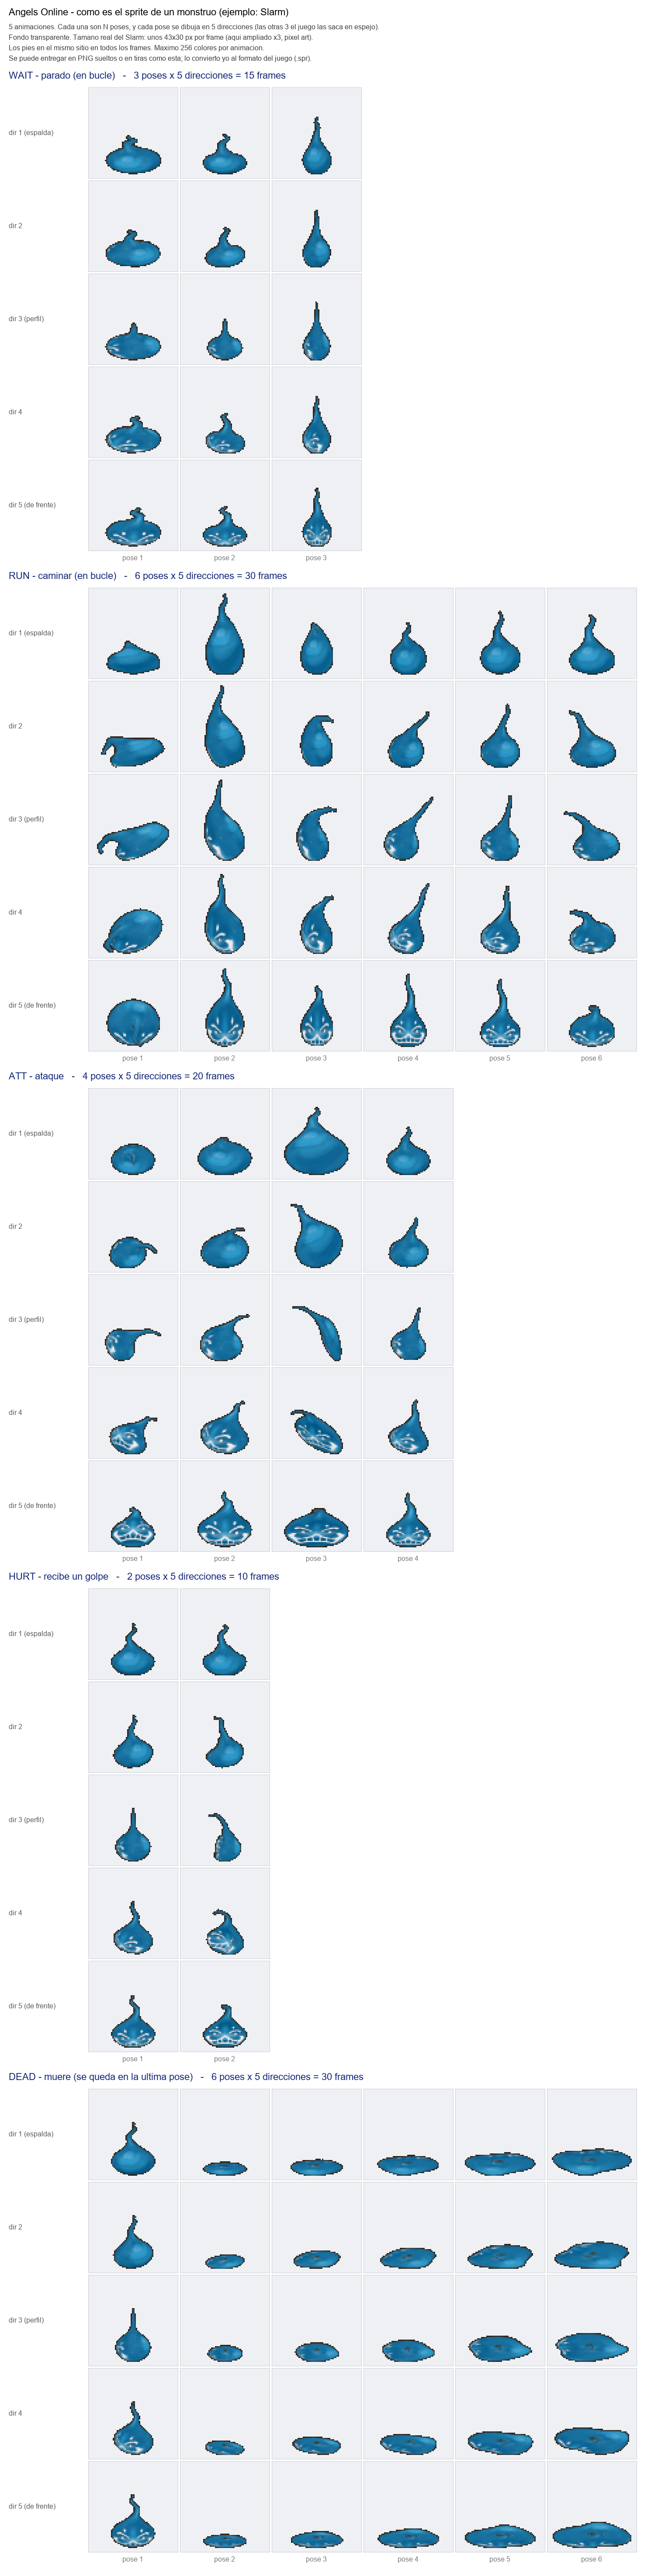 Angels Online - como es el sprite de un monstruo (ejemplo: Slarm)
5 animaciones. Cada una son N poses, y cada pose se dibuja en 5 direcciones (las otras 3 el juego las saca en espejo).
Fondo transparente. Tamano real del Slarm: unos 43x30 px por frame (aqui ampliado x3, pixel art).
Los pies en el mismo sitio en todos los frames. Maximo 256 colores por animacion.
Se puede entregar en PNG sueltos o en tiras como esta; lo convierto yo al formato del juego (.spr).
WAIT - parado (en bucle) - 3 poses x 5 direcciones = 15 frames
dir 1 (espalda)
dir 2
dir 3 (perfil)
dir 4
dir 5 (de frente)
pose 1 pose 2 pose 3
RUN - caminar (en bucle) - 6 poses x 5 direcciones = 30 frames
dir 1 (espalda)
dir 2
dir 3 (perfil)
dir 4
dir 5 (de frente)
pose 1 pose 2 pose 3 pose 4 pose 5 pose 6
ATT - ataque - 4 poses x 5 direcciones = 20 frames
dir 1 (espalda)
dir 2
dir 3 (perfil)
dir 4
dir 5 (de frente)
pose 1 pose 2 pose 3 pose 4
HURT - recibe un golpe - 2 poses x 5 direcciones = 10 frames
dir 1 (espalda)
dir 2
dir 3 (perfil)
dir 4
dir 5 (de frente)
pose 1 pose 2
DEAD - muere (se queda en la ultima pose) - 6 poses x 5 direcciones = 30 frames
dir 1 (espalda)
dir 2
dir 3 (perfil)
dir 4
dir 5 (de frente)
pose 1 pose 2 pose 3 pose 4 pose 5 pose 6